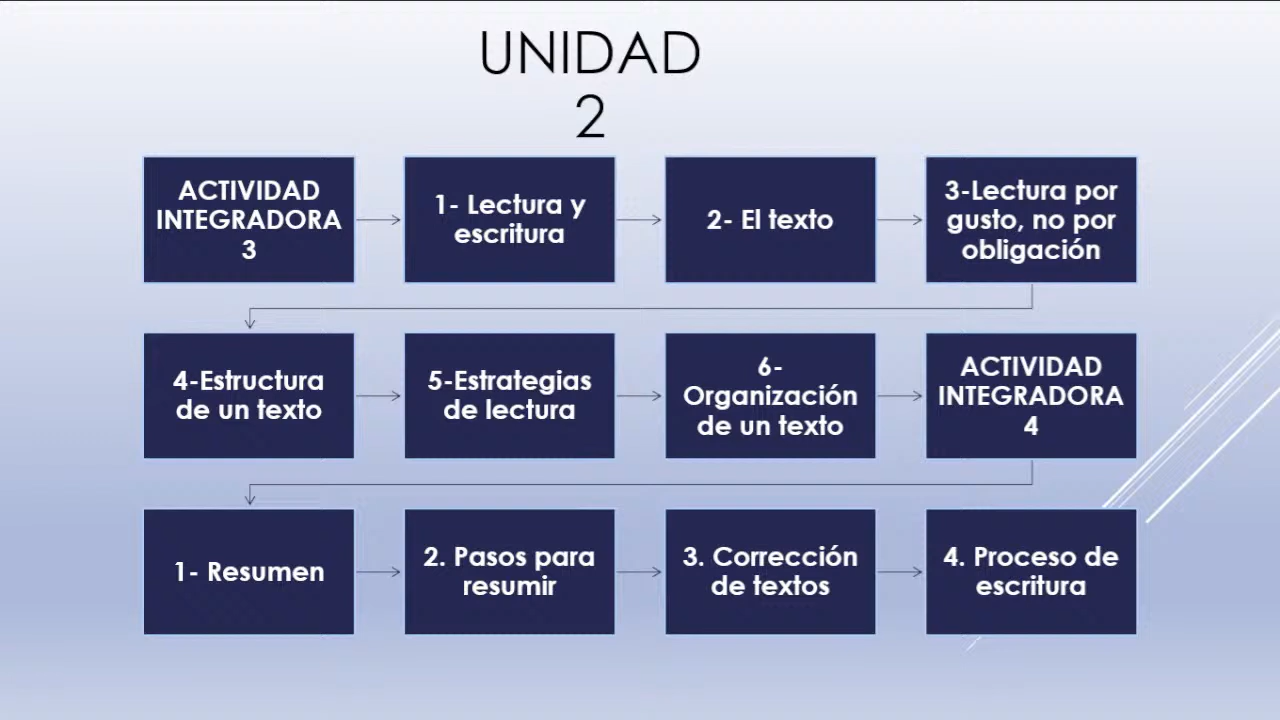 UNIDAD
2
ACTIVIDAD
INTEGRADORA
3
1- Lectura y
escritura
2- El texto
3-Lectura por
gusto, no por
obligación
4-Estructura
de un texto
5-Estrategias
de lectura
6-
Organización
de un texto
ACTIVIDAD
INTEGRADORA
4
1- Resumen
2. Pasos para
resumir
3. Corrección
de textos
4. Proceso de
escritura